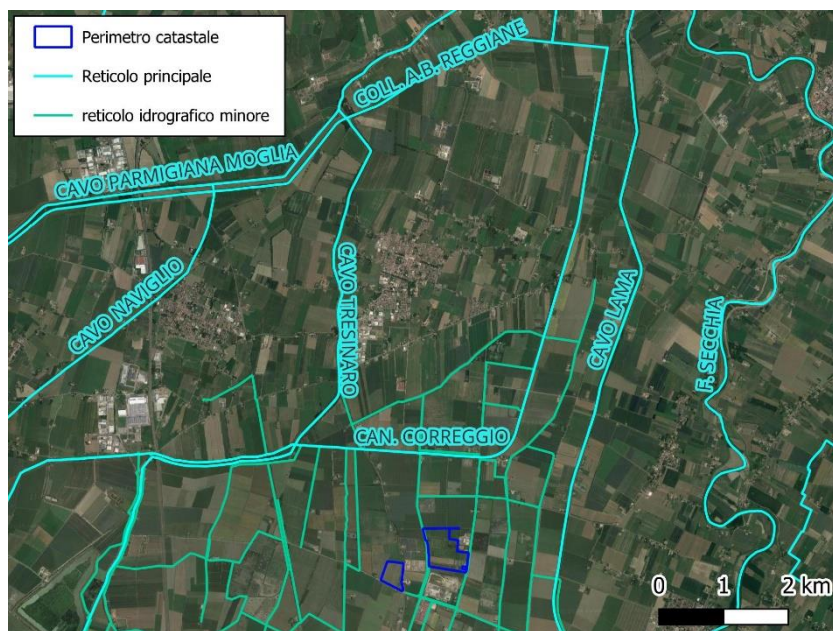 Perimetro catastale
Reticolo principale
reticolo idrografico minore
COLL. A.B. REGGIANE
CAVO PARMIGIANA MOGLIA
CAVO NAVIGLIO
CAVO TRESINARO
CAVO LAMA
F. SECCHIA
CAN. CORREGGIO
0 1 2 km